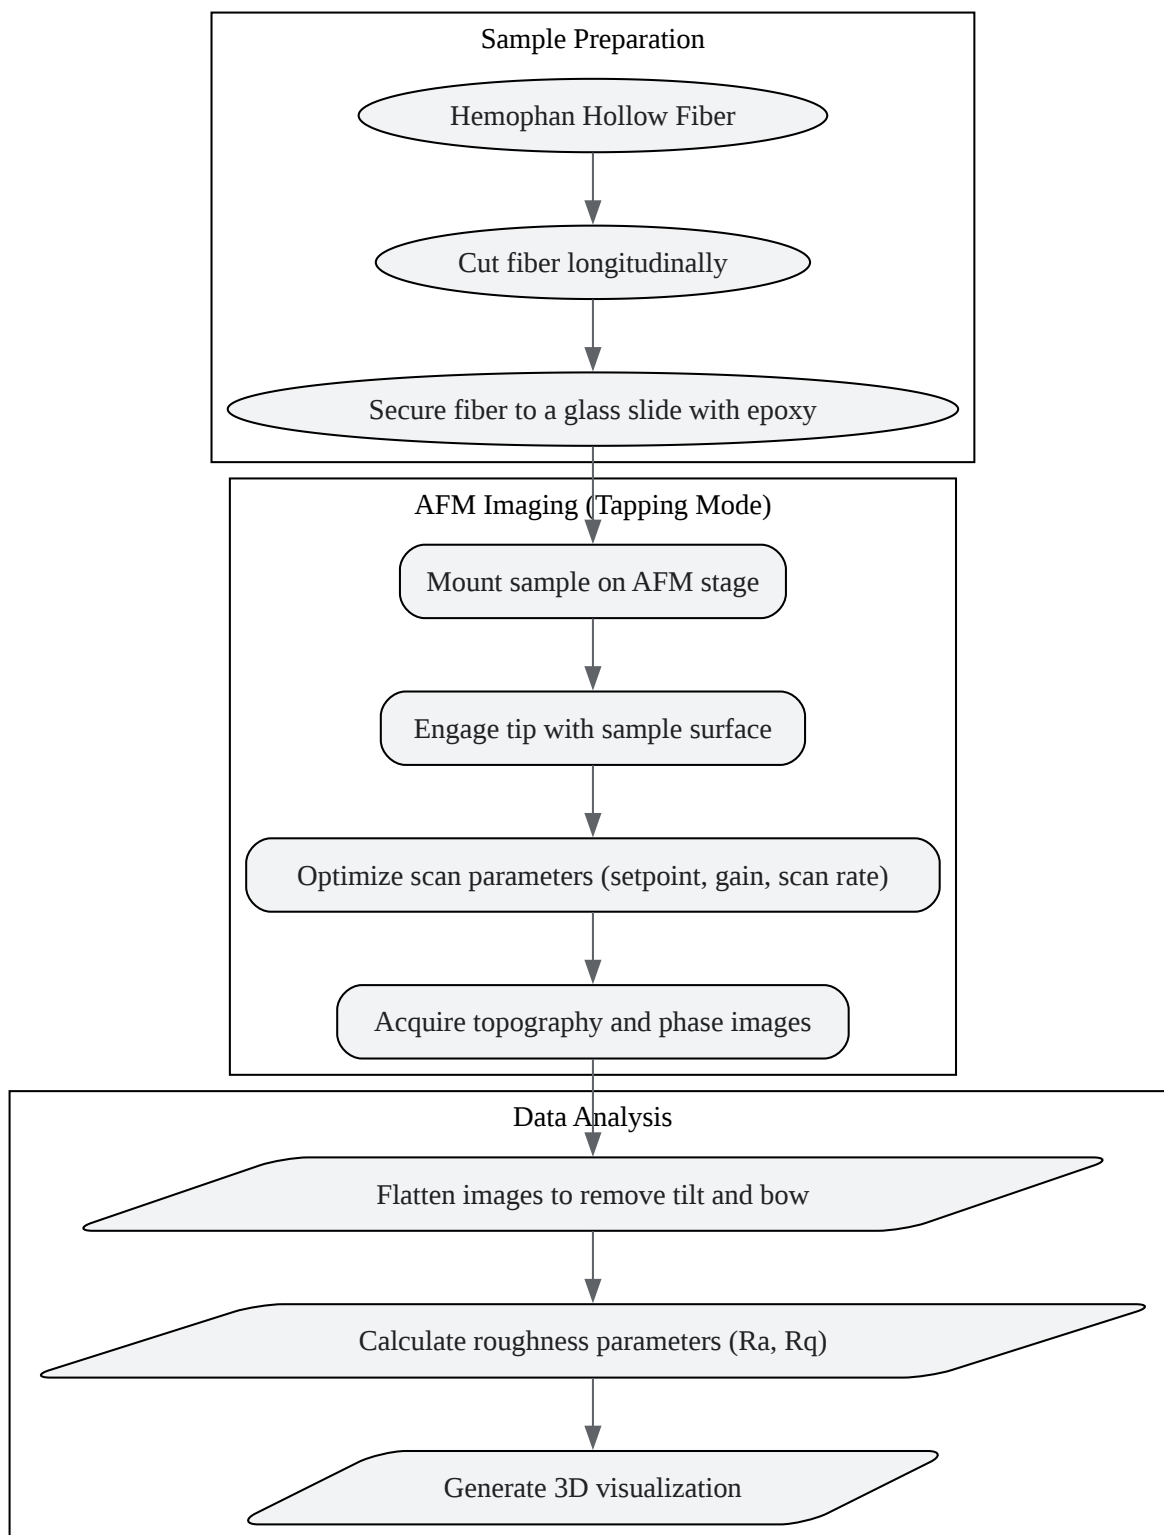 Sample Preparation
Hemophan Hollow Fiber
Cut fiber longitudinally
Secure fiber to a glass slide with epoxy
AFM Imaging (Tapping Mode)
Mount sample on AFM stage
Engage tip with sample surface
Optimize scan parameters (setpoint, gain, scan rate)
Acquire topography and phase images
Data Analysis
Flatten images to remove tilt and bow
Calculate roughness parameters (Ra, Rq)
Generate 3D visualization